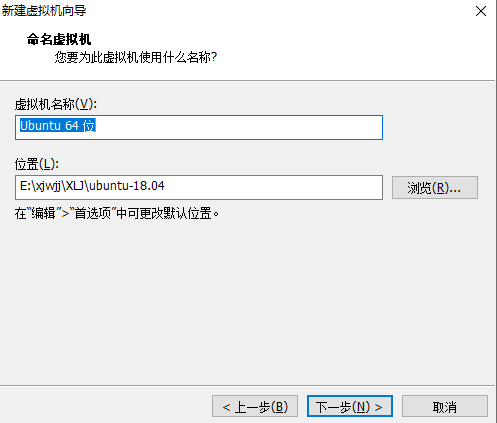 新建虚拟机向导
命名虚拟机
您要为此虚拟机使用什么名称?
虚拟机名称(V):
Ubuntu 64 位
位置(L):
E:\xjwjj\XLJ\ubuntu-18.04
浏览(R)...
在"编辑">"首选项"中可更改默认位置。
< 上一步(B)
下一步(N) >
取消